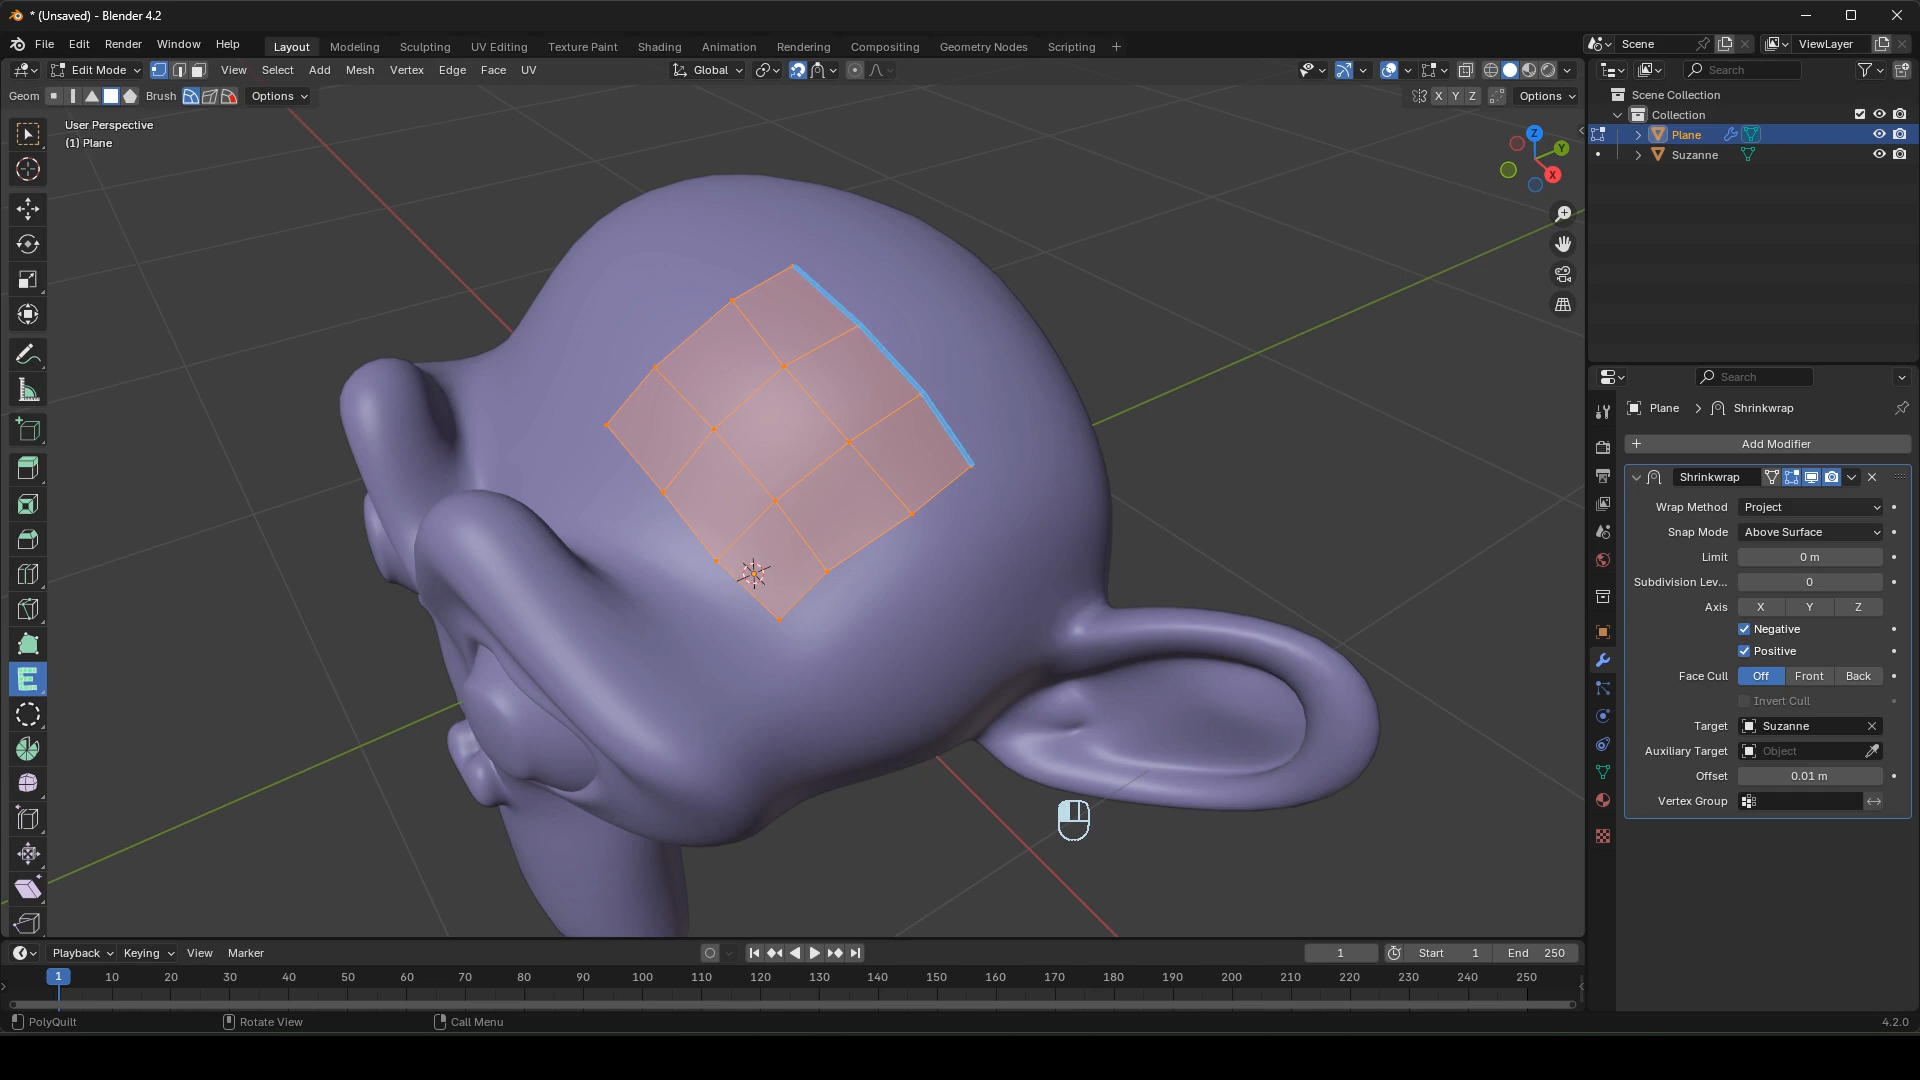 * (Unsaved) - Blender 4.2
File Edit Render Window Help Layout Modeling Sculpting UV Editing Texture Paint Shading Animation Rendering Compositing Geometry Nodes Scripting + Scene ViewLayer
Edit Mode View Select Add Mesh Vertex Edge Face UV Global Search
Geom Brush Options X Y Z Options
User Perspective
(1) Plane
Z
Y
X
Scene Collection
Collection
Plane
Suzanne
Search
Plane > Shrinkwrap
+ Add Modifier
Shrinkwrap
Wrap Method Project
Snap Mode Above Surface
Limit 0 m
Subdivision Lev... 0
Axis X Y Z
Negative
Positive
Face Cull Off Front Back
Invert Cull
Target Suzanne
Auxiliary Target Object
Offset 0.01 m
Vertex Group
Playback Keying View Marker 1 Start 1 End 250
1 10 20 30 40 50 60 70 80 90 100 110 120 130 140 150 160 170 180 190 200 210 220 230 240 250
PolyQuilt Rotate View Call Menu 4.2.0